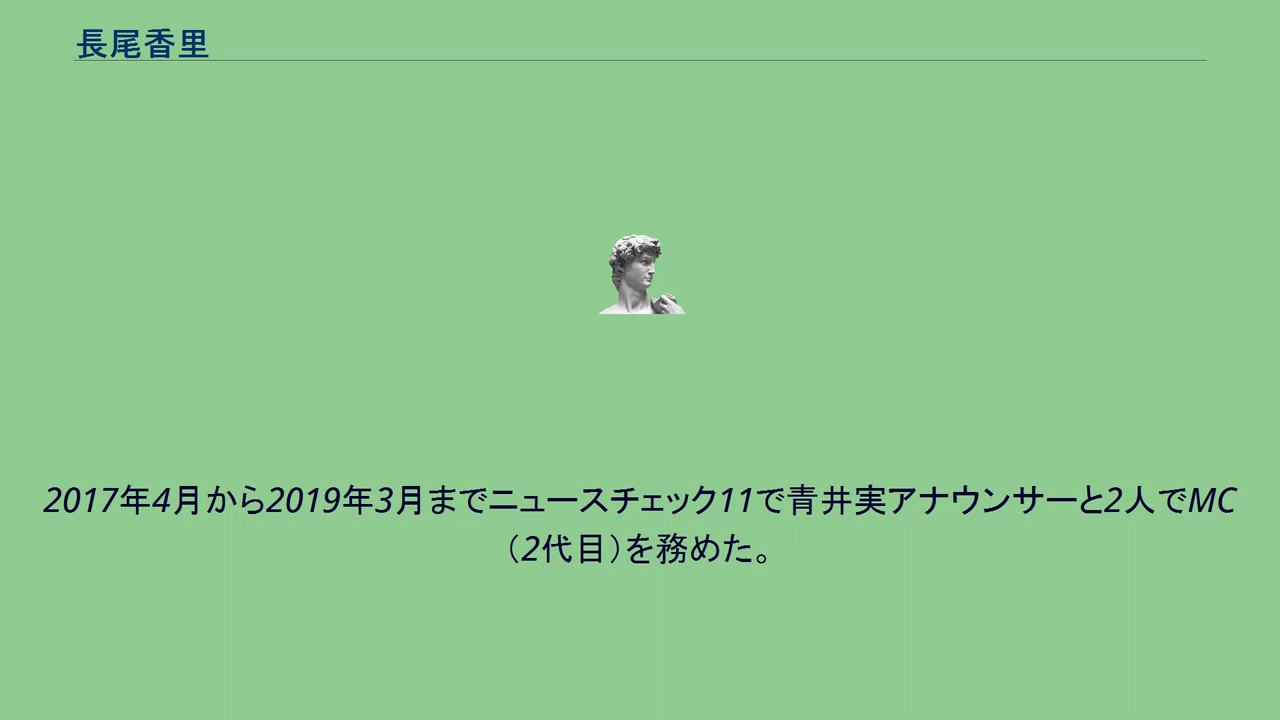 長尾香里
2017年4月から2019年3月までニュースチェック11で青井実アナウンサーと2人でMC
（2代目）を務めた。